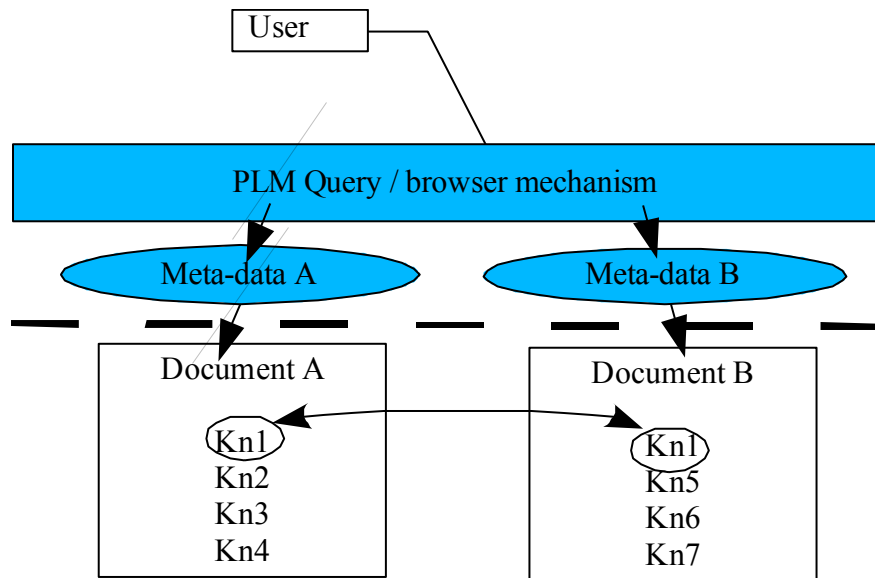 User
PLM Query / browser mechanism
Meta-data A
Meta-data B
Document A
Kn1
Kn2
Kn3
Kn4
Document B
Kn1
Kn5
Kn6
Kn7